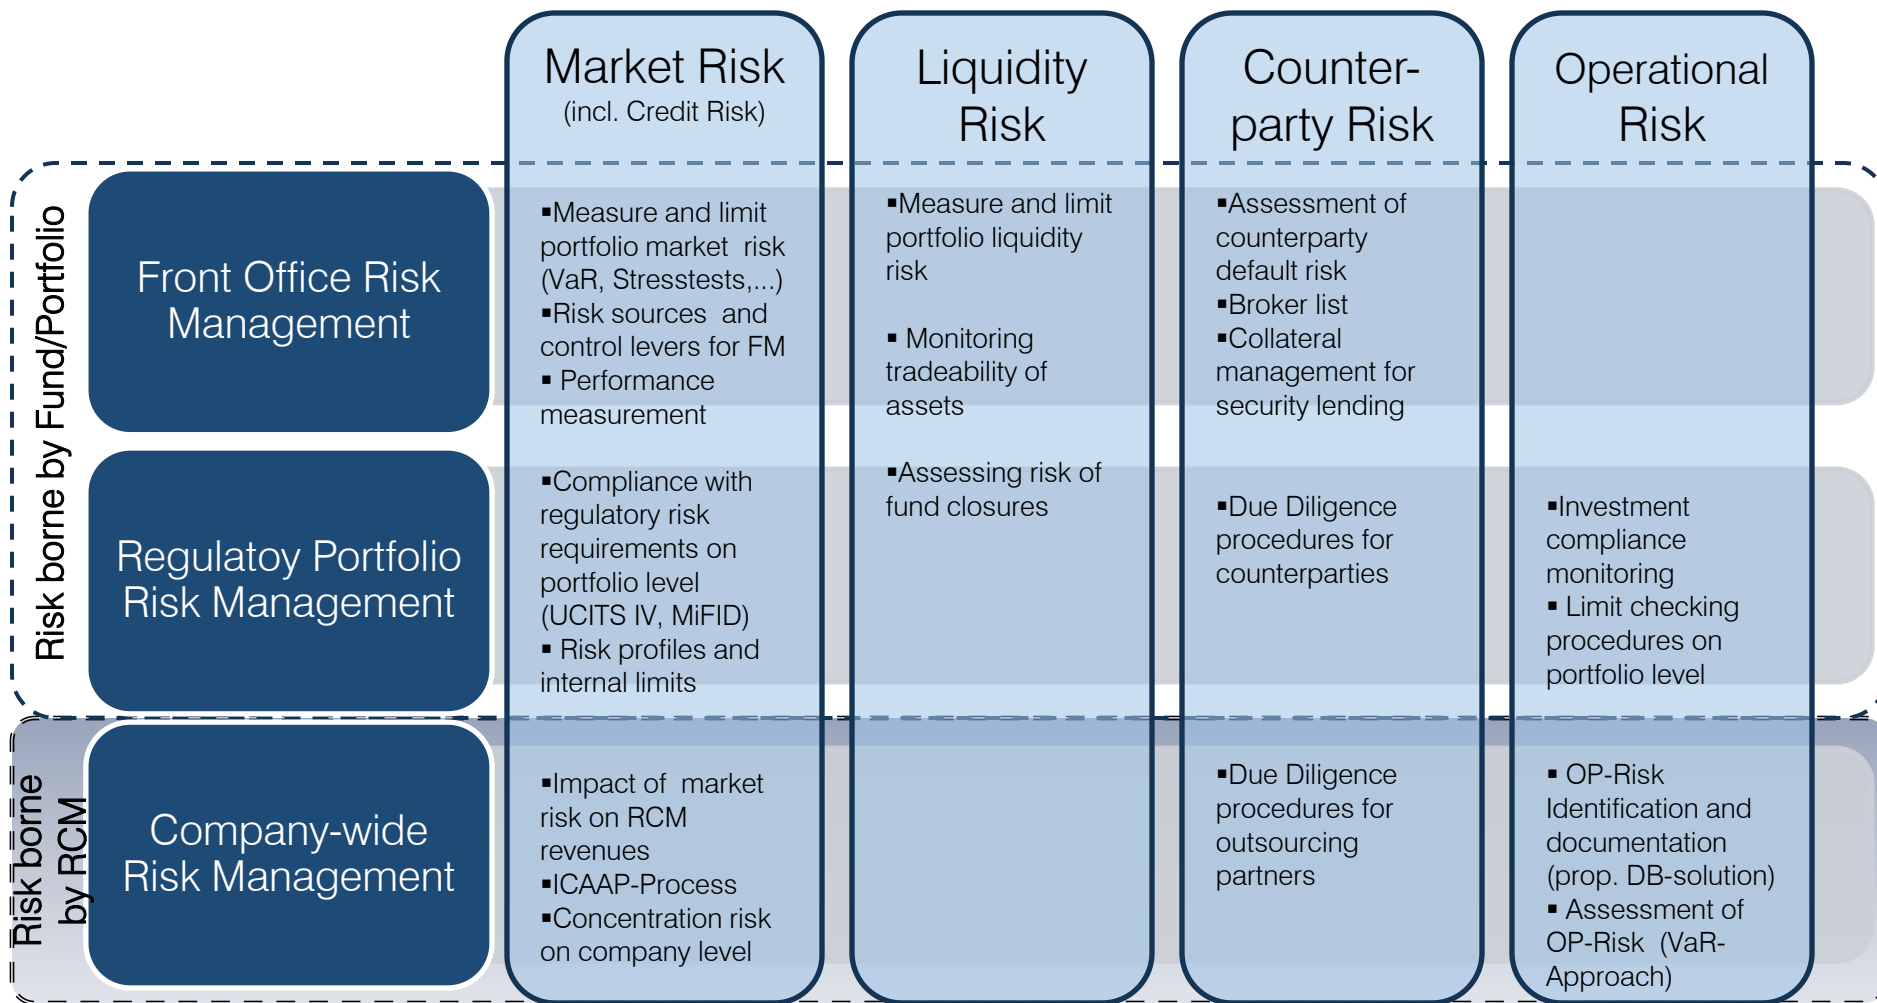 Market Risk
(incl. Credit Risk)
Liquidity
Risk
Counter-
party Risk
Operational
Risk
Risk borne by Fund/Portfolio
Front Office Risk
Management
▪Measure and limit
portfolio market risk
(VaR, Stresstests,...)
▪Risk sources and
control levers for FM
▪ Performance
measurement
▪Measure and limit
portfolio liquidity
risk
▪ Monitoring
tradeability of
assets
▪Assessing risk of
fund closures
▪Assessment of
counterparty
default risk
▪Broker list
▪Collateral
management for
security lending
Regulatoy Portfolio
Risk Management
▪Compliance with
regulatory risk
requirements on
portfolio level
(UCITS IV, MiFID)
▪ Risk profiles and
internal limits
▪Due Diligence
procedures for
counterparties
▪Investment
compliance
monitoring
▪ Limit checking
procedures on
portfolio level
Risk borne
by RCM
Company-wide
Risk Management
▪Impact of market
risk on RCM
revenues
▪ICAAP-Process
▪Concentration risk
on company level
▪Due Diligence
procedures for
outsourcing
partners
▪ OP-Risk
Identification and
documentation
(prop. DB-solution)
▪ Assessment of
OP-Risk (VaR-
Approach)